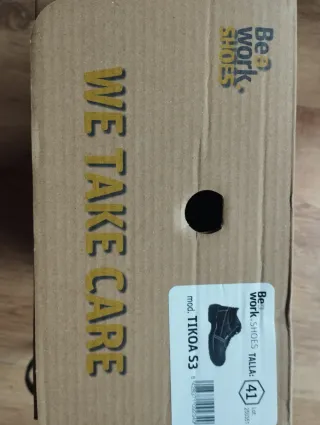 Be
work.
SHOES
WE TAKE CARE
Be
work. SHOES
TALLA:
41
mod. TIKOA S3